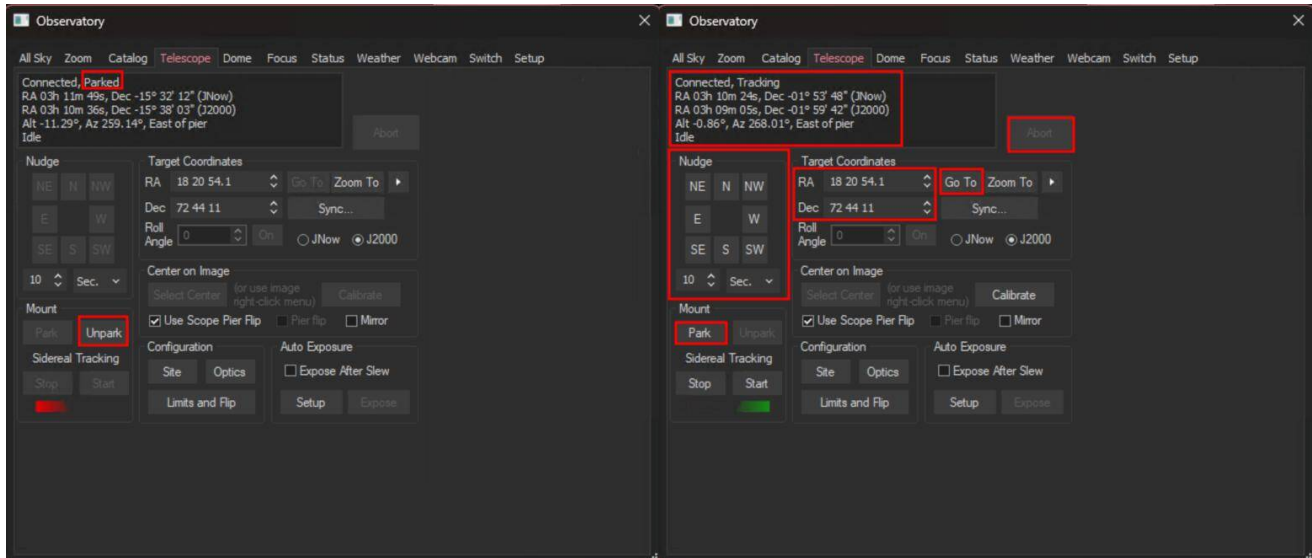 Observatory
All Sky Zoom Catalog Telescope Dome Focus Status Weather Webcam Switch Setup
Connected, Parked
RA 03h 11m 49s, Dec -15° 32' 12" (JNow)
RA 03h 10m 36s, Dec -15° 38' 03" (J2000)
Alt -11.29°, Az 259.14°, East of pier
Idle
Abort
Nudge
NE N NW
E W
SE S SW
10 Sec.
Target Coordinates
RA 18 20 54.1 Go To Zoom To
Dec 72 44 11 Sync...
Roll
Angle 0 On JNow J2000
Center on Image
Select Center (or use image
right-click menu) Calibrate
Use Scope Pier Flip Pier flip Mirror
Mount
Park Unpark
Sidereal Tracking
Stop Start
Configuration
Site Optics
Limits and Flip
Auto Exposure
Expose After Slew
Setup Expose
Observatory
All Sky Zoom Catalog Telescope Dome Focus Status Weather Webcam Switch Setup
Connected, Tracking
RA 03h 10m 24s, Dec -01° 53' 48" (JNow)
RA 03h 09m 05s, Dec -01° 59' 42" (J2000)
Alt -0.86°, Az 268.01°, East of pier
Idle
Abort
Nudge
NE N NW
E W
SE S SW
10 Sec.
Target Coordinates
RA 18 20 54.1 Go To Zoom To
Dec 72 44 11 Sync...
Roll
Angle 0 On JNow J2000
Center on Image
Select Center (or use image
right-click menu) Calibrate
Use Scope Pier Flip Pier flip Mirror
Mount
Park Unpark
Sidereal Tracking
Stop Start
Configuration
Site Optics
Limits and Flip
Auto Exposure
Expose After Slew
Setup Expose